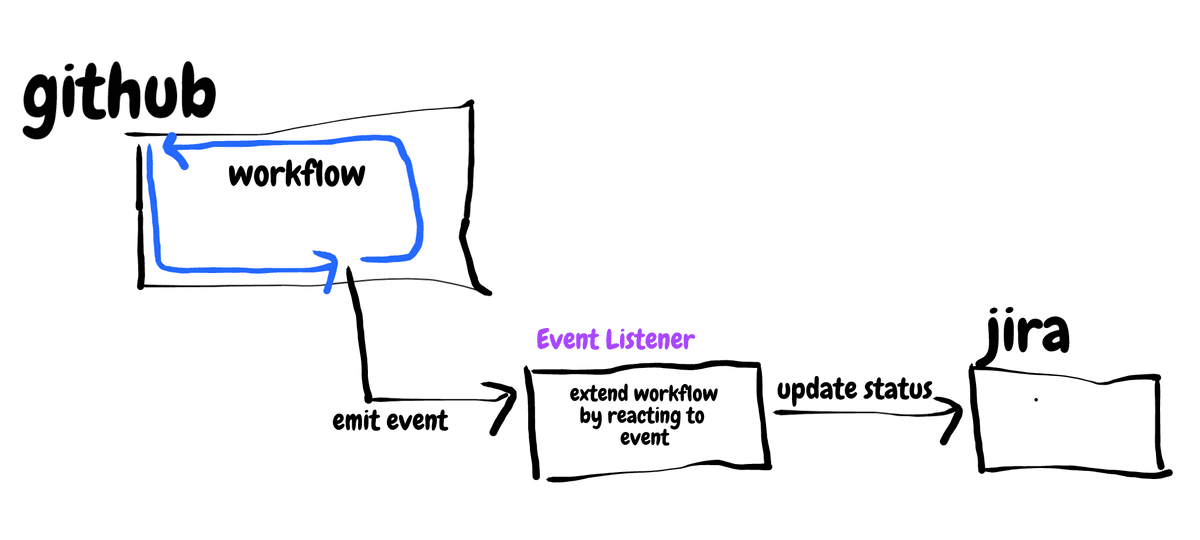 github
workflow
emit event
Event Listener
extend workflow
by reacting to
event
update status
jira